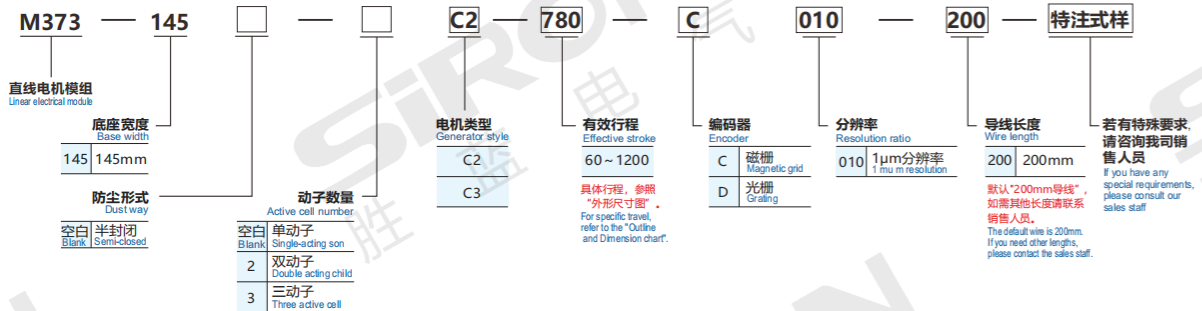 M373 — 145 — C2 — 780 — C 010 — 200 — 特注式样
直线电机模组
Linear electrical module
底座宽度
Base width
145 145mm
防尘形式
Dust way
空白 半封闭
Blank Semi-closed
动子数量
Active cell number
空白 单动子
Blank Single-acting son
2 双动子
Double acting child
3 三动子
Three active cell
电机类型
Generator style
C2
C3
有效行程
Effective stroke
60~1200
具体行程，参照
“外形尺寸图”。
For specific travel,
refer to the "Outline
and Dimension chart".
编码器
Encoder
C 磁栅
Magnetic grid
D 光栅
Grating
分辨率
Resolution ratio
010 1μm分辨率
1 mu m resolution
导线长度
Wire length
200 200mm
默认“200mm导线”，
如需其他长度请联系
销售人员。
The default wire is 200mm.
If you need other lengths,
please contact the sales staff.
若有特殊要求,
请咨询我司销
售人员
If you have any
special requirements,
please consult our
sales staff
SiRON
胜蓝电气